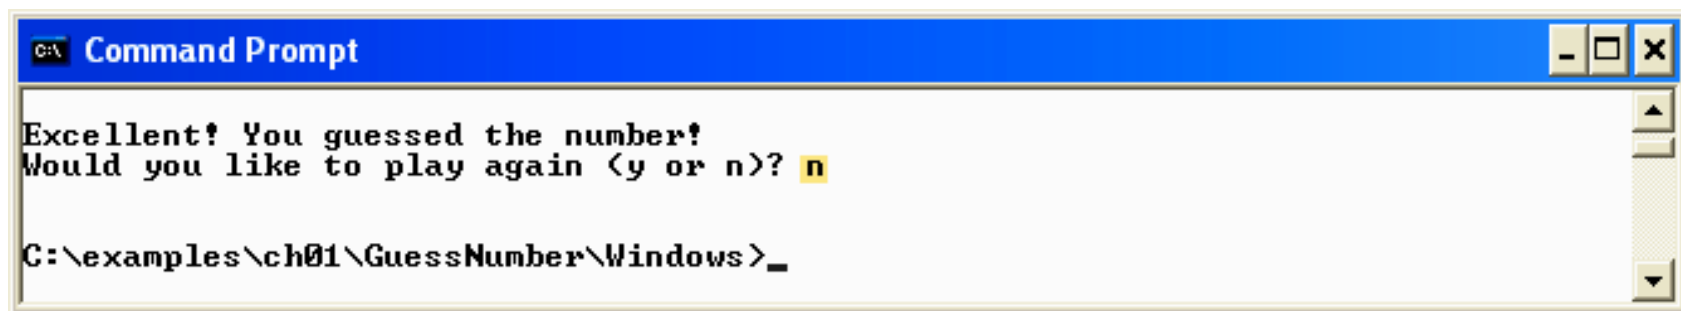 C:\ Command Prompt
Excellent! You guessed the number!
Would you like to play again (y or n)? n
C:\examples\ch01\GuessNumber\Windows>_